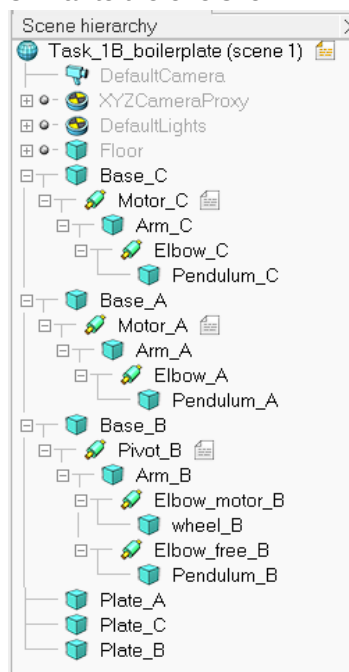 Scene hierarchy
Task_1B_boilerplate (scene 1)
DefaultCamera
XYZCameraProxy
DefaultLights
Floor
Base_C
Motor_C
Arm_C
Elbow_C
Pendulum_C
Base_A
Motor_A
Arm_A
Elbow_A
Pendulum_A
Base_B
Pivot_B
Arm_B
Elbow_motor_B
wheel_B
Elbow_free_B
Pendulum_B
Plate_A
Plate_C
Plate_B